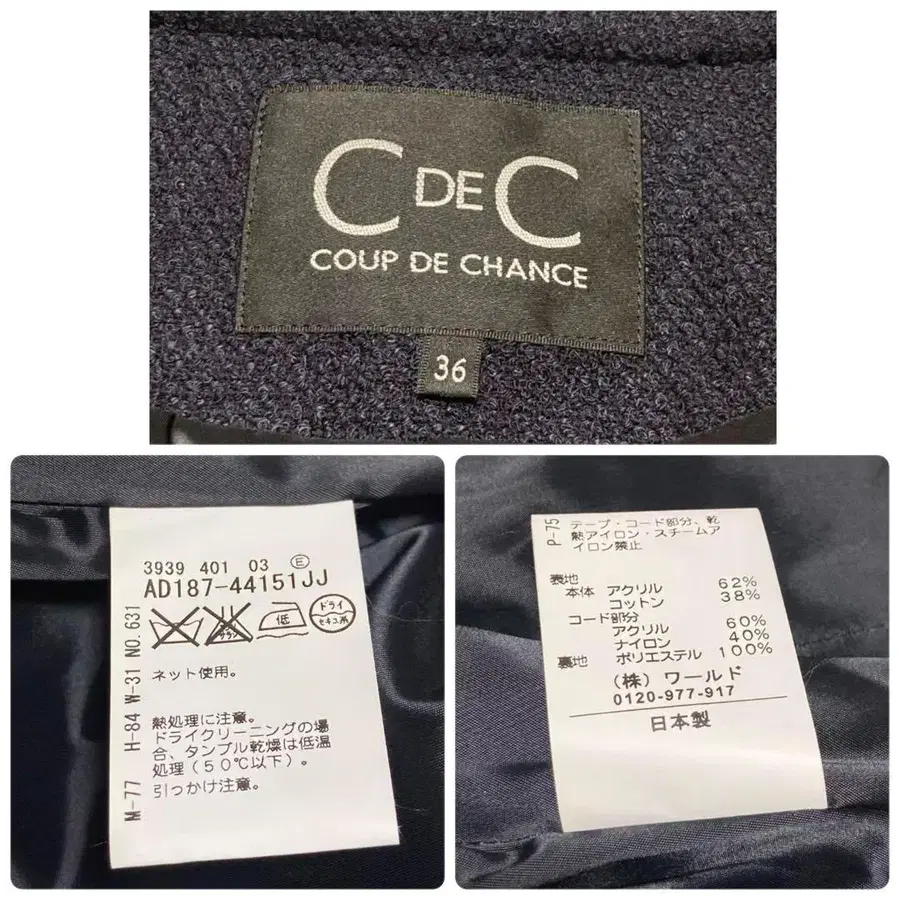 C DE C
COUP DE CHANCE
36
3939 401 03 Ⓔ
AD187-44151JJ
低
ドライ
セキユ系
ネット使用。
熱処理に注意。
ドライクリーニングの場
合、タンブル乾燥は低温
処理(50℃以下)。
引っかけ注意。
M-77 H-84 W-31 NO.631
P-75
テープ・コード部分、乾
熱アイロン・スチームア
イロン禁止
表地
本体 アクリル 62%
コットン 38%
コード部分
アクリル 60%
ナイロン 40%
裏地 ポリエステル 100%
(株)ワールド
0120-977-917
日本製